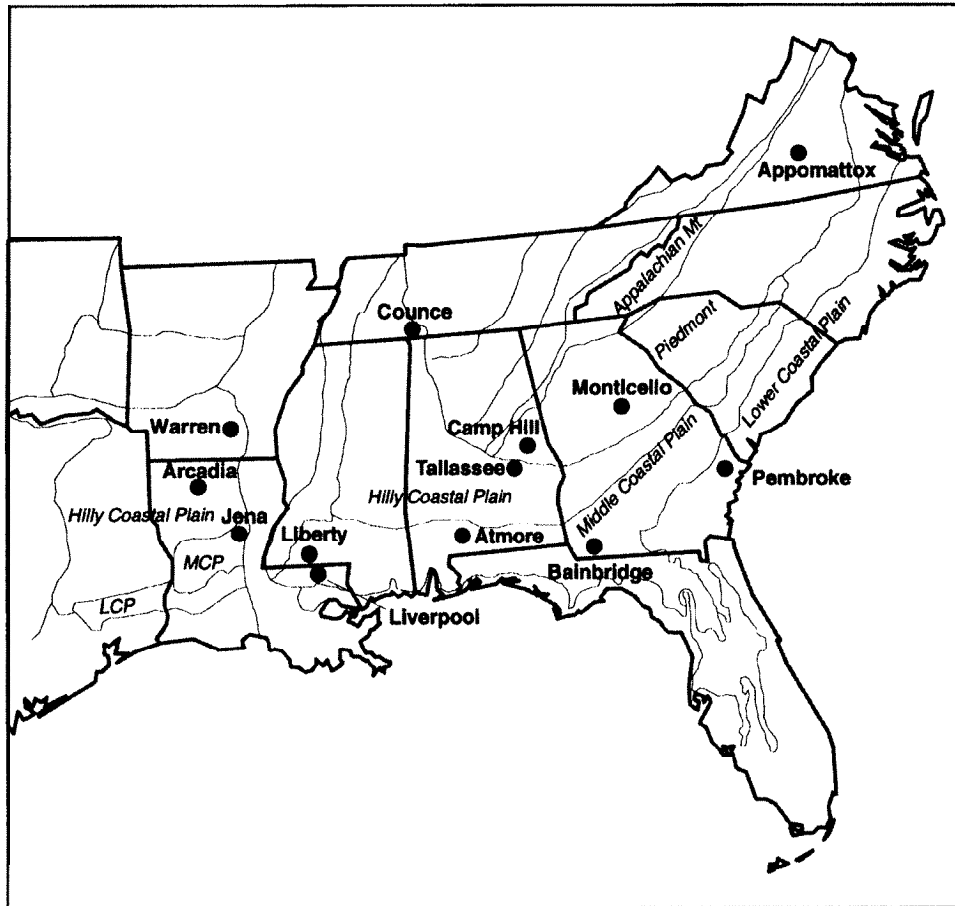 Appomattox
Appalachian Mt
Counce
Piedmont
Lower Coastal Plain
Monticello
Warren
Camp Hill
Arcadia
Tallassee
Middle Coastal Plain
Pembroke
Hilly Coastal Plain
Hilly Coastal Plain
Jena
Liberty
Atmore
MCP
Bainbridge
LCP
Liverpool